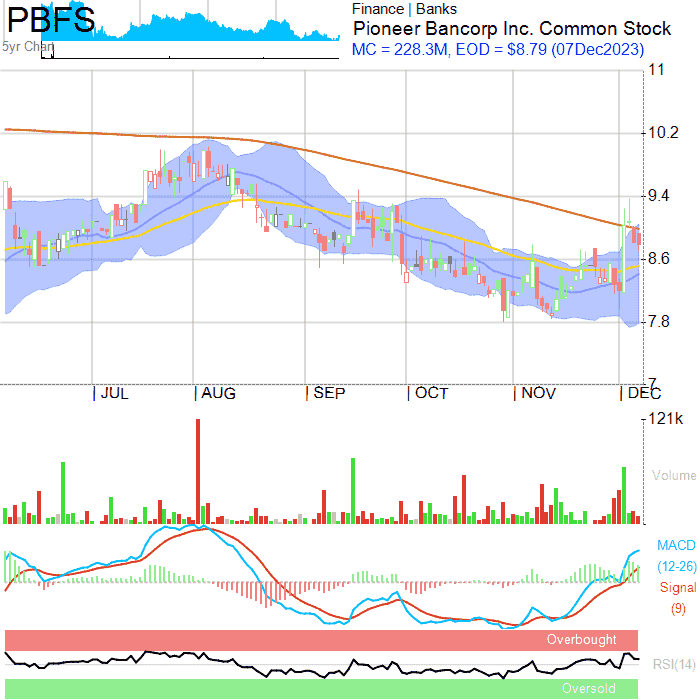 PBFS
5yr Chart
Finance | Banks
Pioneer Bancorp Inc. Common Stock
MC = 228.3M, EOD = $8.79 (07Dec2023)
11
10.2
9.4
8.6
7.8
7
| JUL | AUG | SEP | OCT | NOV | DEC
121k
Volume
MACD
(12-26)
Signal
(9)
Overbought
RSI(14)
Oversold